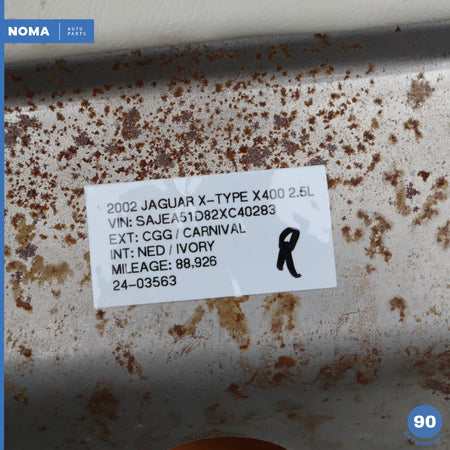 NOMA AUTO PARTS
2002 JAGUAR X-TYPE X400 2.5L
VIN: SAJEA51D82XC40283
EXT: CGG / CARNIVAL
INT: NED / IVORY
MILEAGE: 88,926
24-03563
R
90